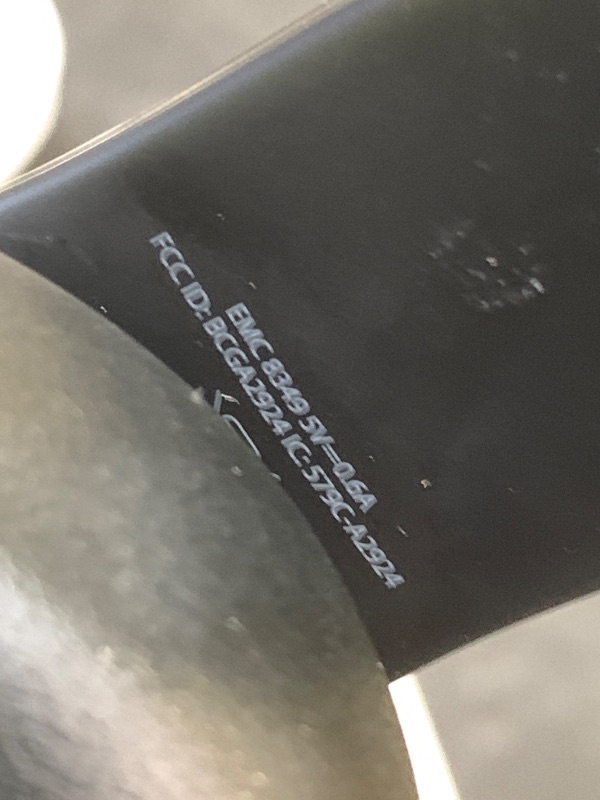 EMC 8349 5V⎓0.6A
FCC ID: BCGA2924 IC: 579C-A2924